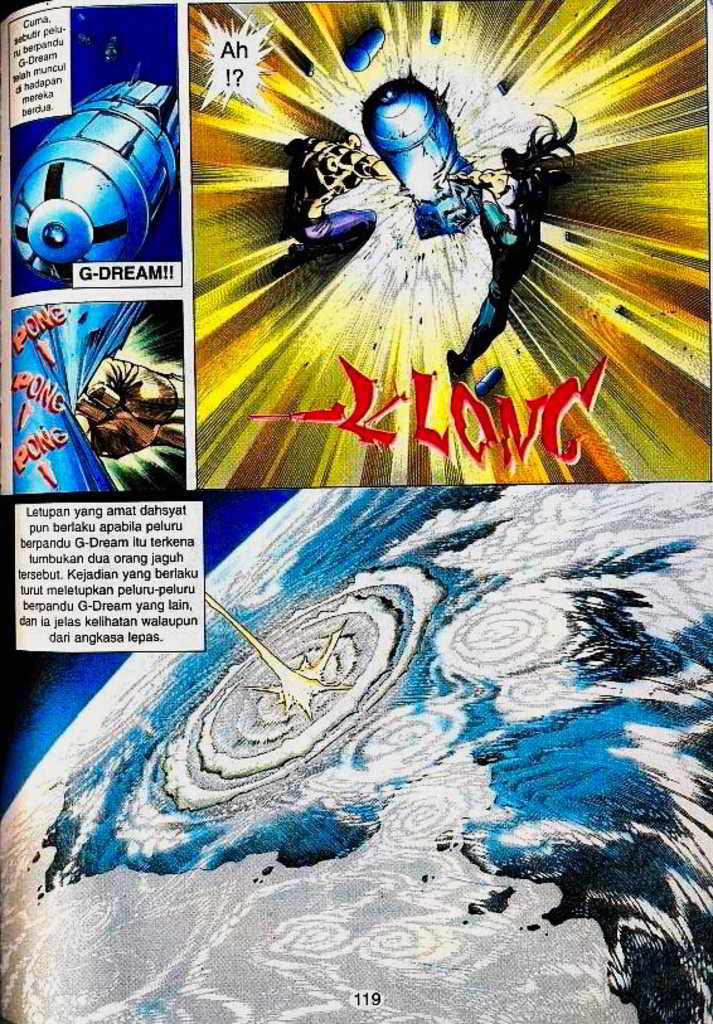 Cuma,
sebutir pelu-
ru berpandu
G-Dream
telah muncul
di hadapan
mereka
berdua.
G-DREAM!!
Ah
!?
PONG
!
PONG
!
PONG
!
KLONG
Letupan yang amat dahsyat
pun berlaku apabila peluru
berpandu G-Dream itu terkena
tumbukan dua orang jaguh
tersebut. Kejadian yang berlaku
turut meletupkan peluru-peluru
berpandu G-Dream yang lain,
dan ia jelas kelihatan walaupun
dari angkasa lepas.
119